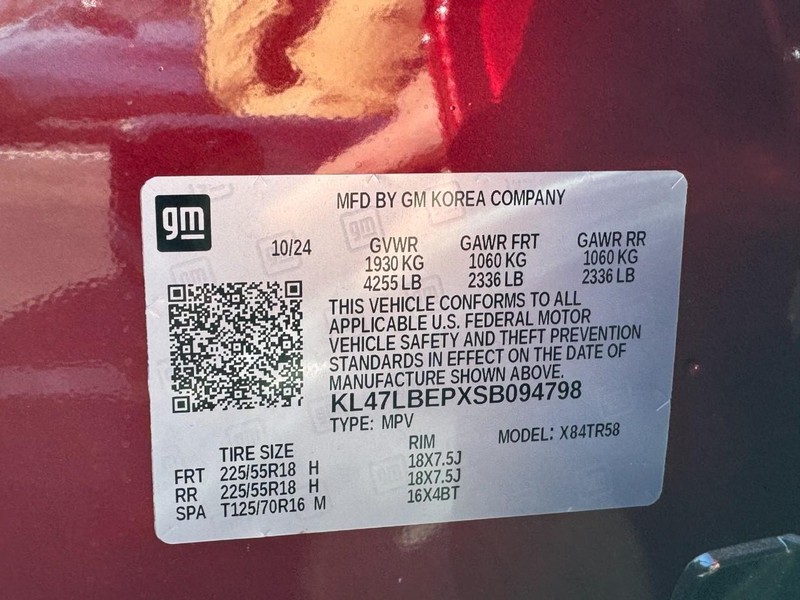 gm
MFD BY GM KOREA COMPANY
10/24 GVWR GAWR FRT GAWR RR
1930 KG 1060 KG 1060 KG
4255 LB 2336 LB 2336 LB
THIS VEHICLE CONFORMS TO ALL
APPLICABLE U.S. FEDERAL MOTOR
VEHICLE SAFETY AND THEFT PREVENTION
STANDARDS IN EFFECT ON THE DATE OF
MANUFACTURE SHOWN ABOVE.
KL47LBEPXSB094798
TYPE: MPV MODEL: X84TR58
TIRE SIZE RIM
FRT 225/55R18 H 18X7.5J
RR 225/55R18 H 18X7.5J
SPA T125/70R16 M 16X4BT